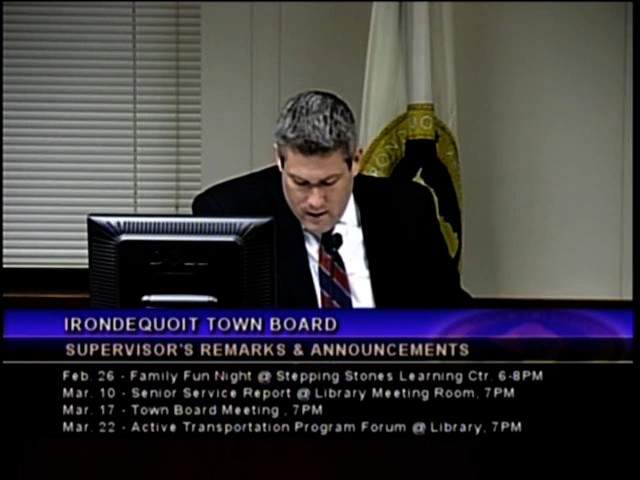 IRONDEQUOIT TOWN BOARD
SUPERVISOR'S REMARKS & ANNOUNCEMENTS
Feb. 26 - Family Fun Night @ Stepping Stones Learning Ctr. 6-8PM
Mar. 10 - Senior Service Report @ Library Meeting Room, 7PM
Mar. 17 - Town Board Meeting , 7PM
Mar. 22 - Active Transportation Program Forum @ Library, 7PM